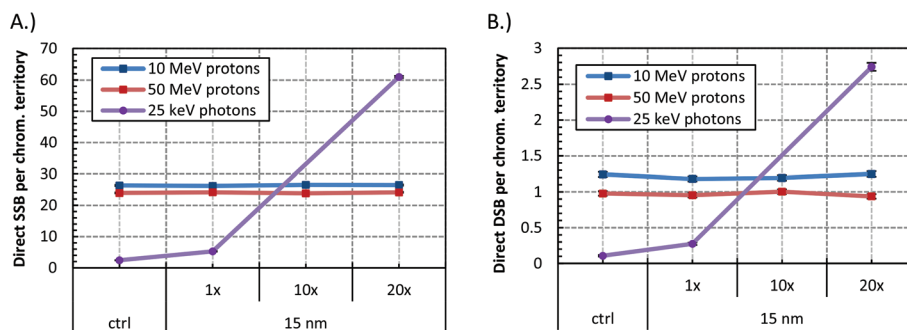 A.)
Direct SSB per chrom. territory
70
60
50
40
30
20
10
0
10 MeV protons
50 MeV protons
25 keV photons
1x 10x 20x
ctrl 15 nm
B.)
Direct DSB per chrom. territory
3
2.5
2
1.5
1
0.5
0
10 MeV protons
50 MeV protons
25 keV photons
1x 10x 20x
ctrl 15 nm